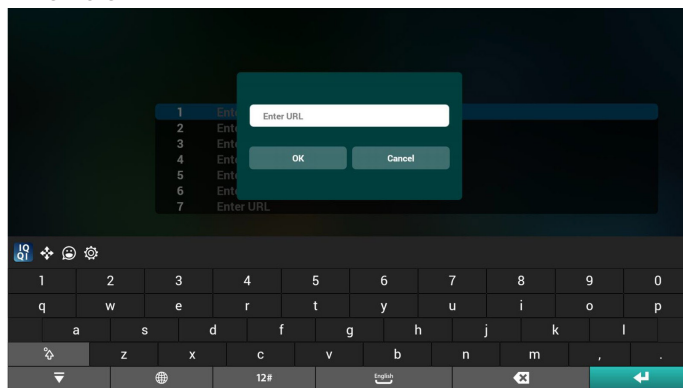 1 Ente
2 Ente
3 Ente
4 Ente
5 Ente
6 Ente
7 Enter URL
Enter URL
OK Cancel
IQQI
1 2 3 4 5 6 7 8 9 0
q w e r t y u i o p
a s d f g h j k l
z x c v b n m , .
12# English